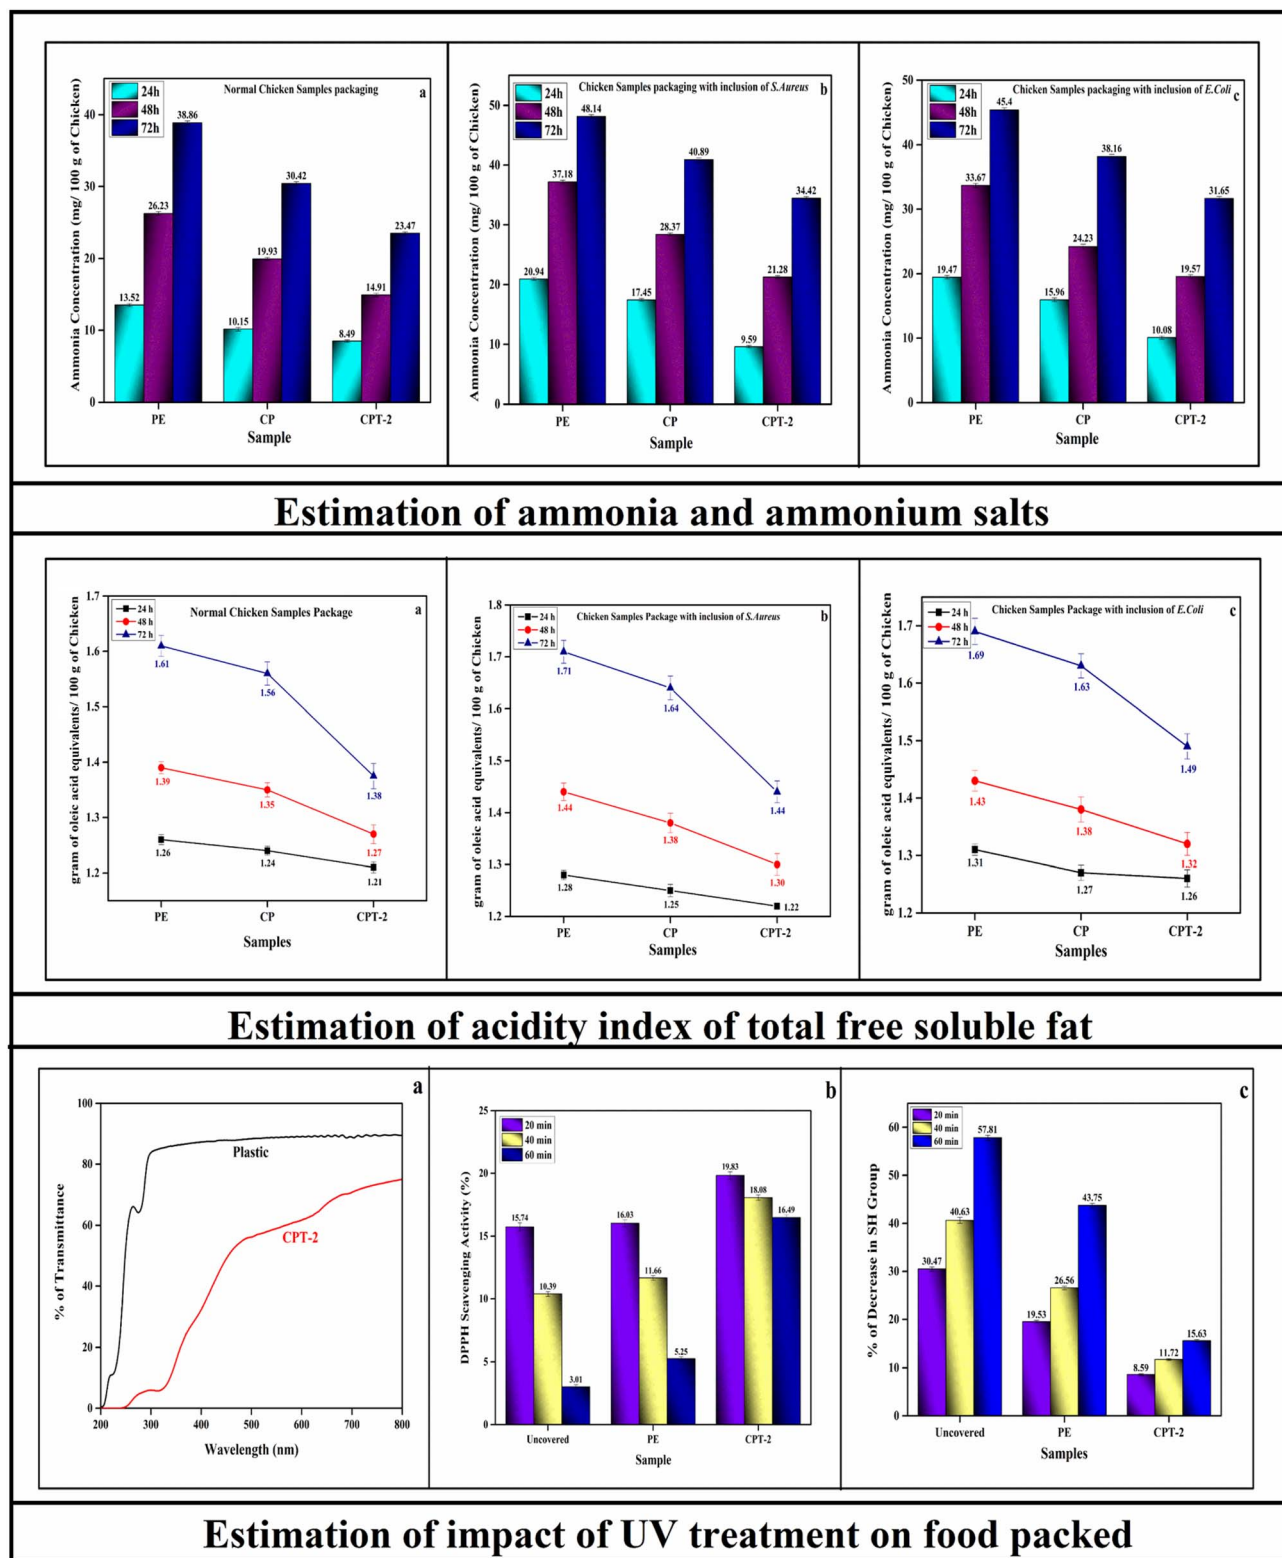 Normal Chicken Samples packaging
a
24h
48h
72h
Ammonia Concentration (mg/ 100 g of Chicken)
40
30
20
10
0
13.52
26.23
38.86
10.15
19.93
30.42
8.49
14.91
23.47
PE
CP
CPT-2
Sample
Chicken Samples packaging with inclusion of S.Aureus
b
24h
48h
72h
Ammonia Concentration (mg/ 100 g of Chicken)
50
40
30
20
10
0
20.94
37.18
48.14
17.45
28.37
40.89
9.59
21.28
34.42
PE
CP
CPT-2
Sample
Chicken Samples packaging with inclusion of E.Coli
c
24h
48h
72h
Ammonia Concentration (mg/ 100 g of Chicken)
50
40
30
20
10
0
19.47
33.67
45.4
15.96
24.23
38.16
10.08
19.57
31.65
PE
CP
CPT-2
Sample
Estimation of ammonia and ammonium salts
Normal Chicken Samples Package
a
24 h
48 h
72 h
gram of oleic acid equivalents/ 100 g of Chicken
1.7
1.6
1.5
1.4
1.3
1.2
1.61
1.56
1.38
1.39
1.35
1.27
1.26
1.24
1.21
PE
CP
CPT-2
Samples
Chicken Samples Package with inclusion of S.Aureus
b
24 h
48 h
72 h
gram of oleic acid equivalents/ 100 g of Chicken
1.8
1.7
1.6
1.5
1.4
1.3
1.2
1.71
1.64
1.44
1.44
1.38
1.30
1.28
1.25
1.22
PE
CP
CPT-2
Samples
Chicken Samples Package with inclusion of E.Coli
c
24 h
48 h
72 h
gram of oleic acid equivalents/ 100 g of Chicken
1.7
1.6
1.5
1.4
1.3
1.2
1.69
1.63
1.49
1.43
1.38
1.32
1.31
1.27
1.26
PE
CP
CPT-2
Samples
Estimation of acidity index of total free soluble fat
a
% of Transmittance
100
80
60
40
20
0
Plastic
CPT-2
200
300
400
500
600
700
800
Wavelength (nm)
b
20 min
40 min
60 min
DPPH Scavenging Activity (%)
25
20
15
10
5
0
15.74
10.39
3.01
16.03
11.66
5.25
19.83
18.08
16.49
Uncovered
PE
CPT-2
Sample
c
20 min
40 min
60 min
% of Decrease in SH Group
60
50
40
30
20
10
0
30.47
40.63
57.81
19.53
26.56
43.75
8.59
11.72
15.63
Uncovered
PE
CPT-2
Samples
Estimation of impact of UV treatment on food packed